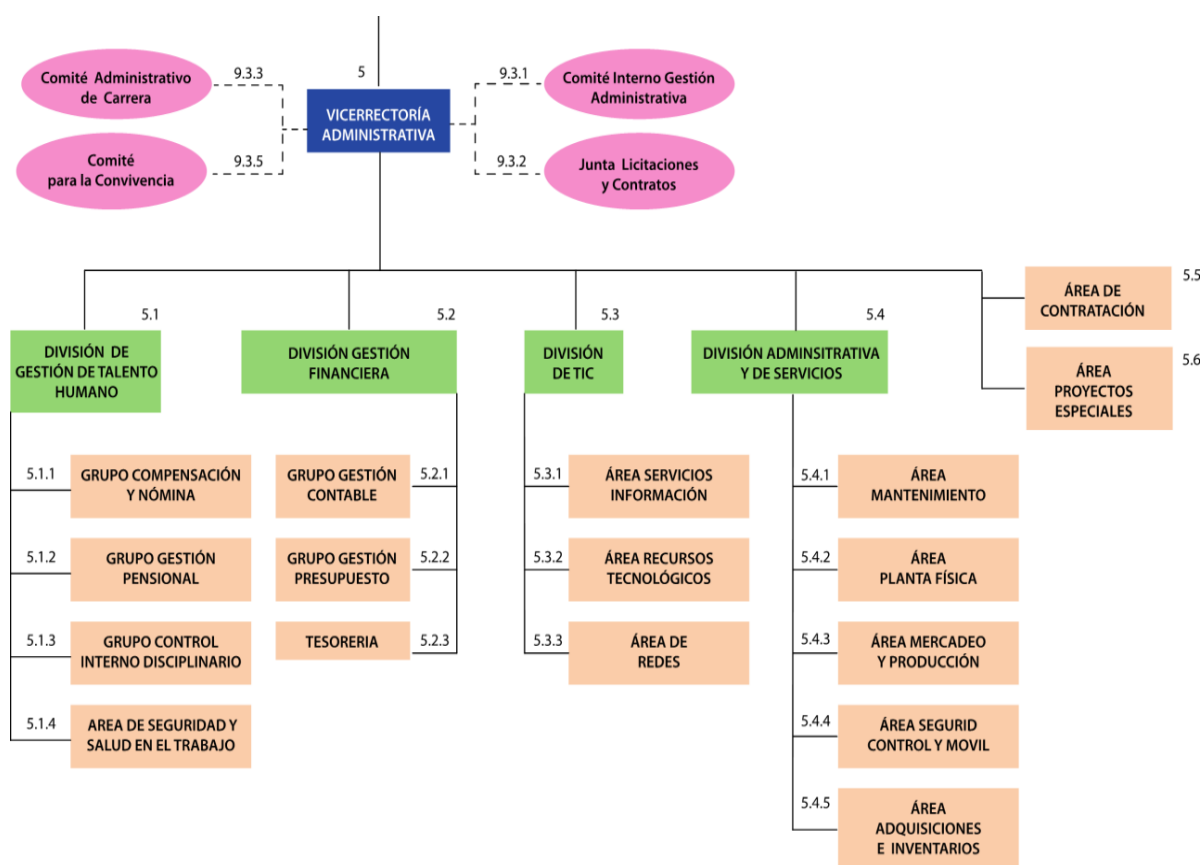 Comité Administrativo
de Carrera
9.3.3
5
9.3.1
Comité Interno Gestión
Administrativa
VICERRECTORÍA
ADMINISTRATIVA
Comité
para la Convivencia
9.3.5
9.3.2
Junta Licitaciones
y Contratos
5.1
DIVISIÓN DE
GESTIÓN DE TALENTO
HUMANO
5.2
DIVISIÓN GESTIÓN
FINANCIERA
5.3
DIVISIÓN
DE TIC
5.4
DIVISIÓN ADMINSITRATIVA
Y DE SERVICIOS
5.5
ÁREA DE
CONTRATACIÓN
5.6
ÁREA
PROYECTOS
ESPECIALES
5.1.1
GRUPO COMPENSACIÓN
Y NÓMINA
5.1.2
GRUPO GESTIÓN
PENSIONAL
5.1.3
GRUPO CONTROL
INTERNO DISCIPLINARIO
5.1.4
AREA DE SEGURIDAD Y
SALUD EN EL TRABAJO
GRUPO GESTIÓN
CONTABLE
5.2.1
GRUPO GESTIÓN
PRESUPUESTO
5.2.2
TESORERIA
5.2.3
5.3.1
ÁREA SERVICIOS
INFORMACIÓN
5.3.2
ÁREA RECURSOS
TECNOLÓGICOS
5.3.3
ÁREA DE
REDES
5.4.1
ÁREA
MANTENIMIENTO
5.4.2
ÁREA
PLANTA FÍSICA
5.4.3
ÁREA MERCADEO
Y PRODUCCIÓN
5.4.4
ÁREA SEGURID
CONTROL Y MOVIL
5.4.5
ÁREA
ADQUISICIONES
E INVENTARIOS